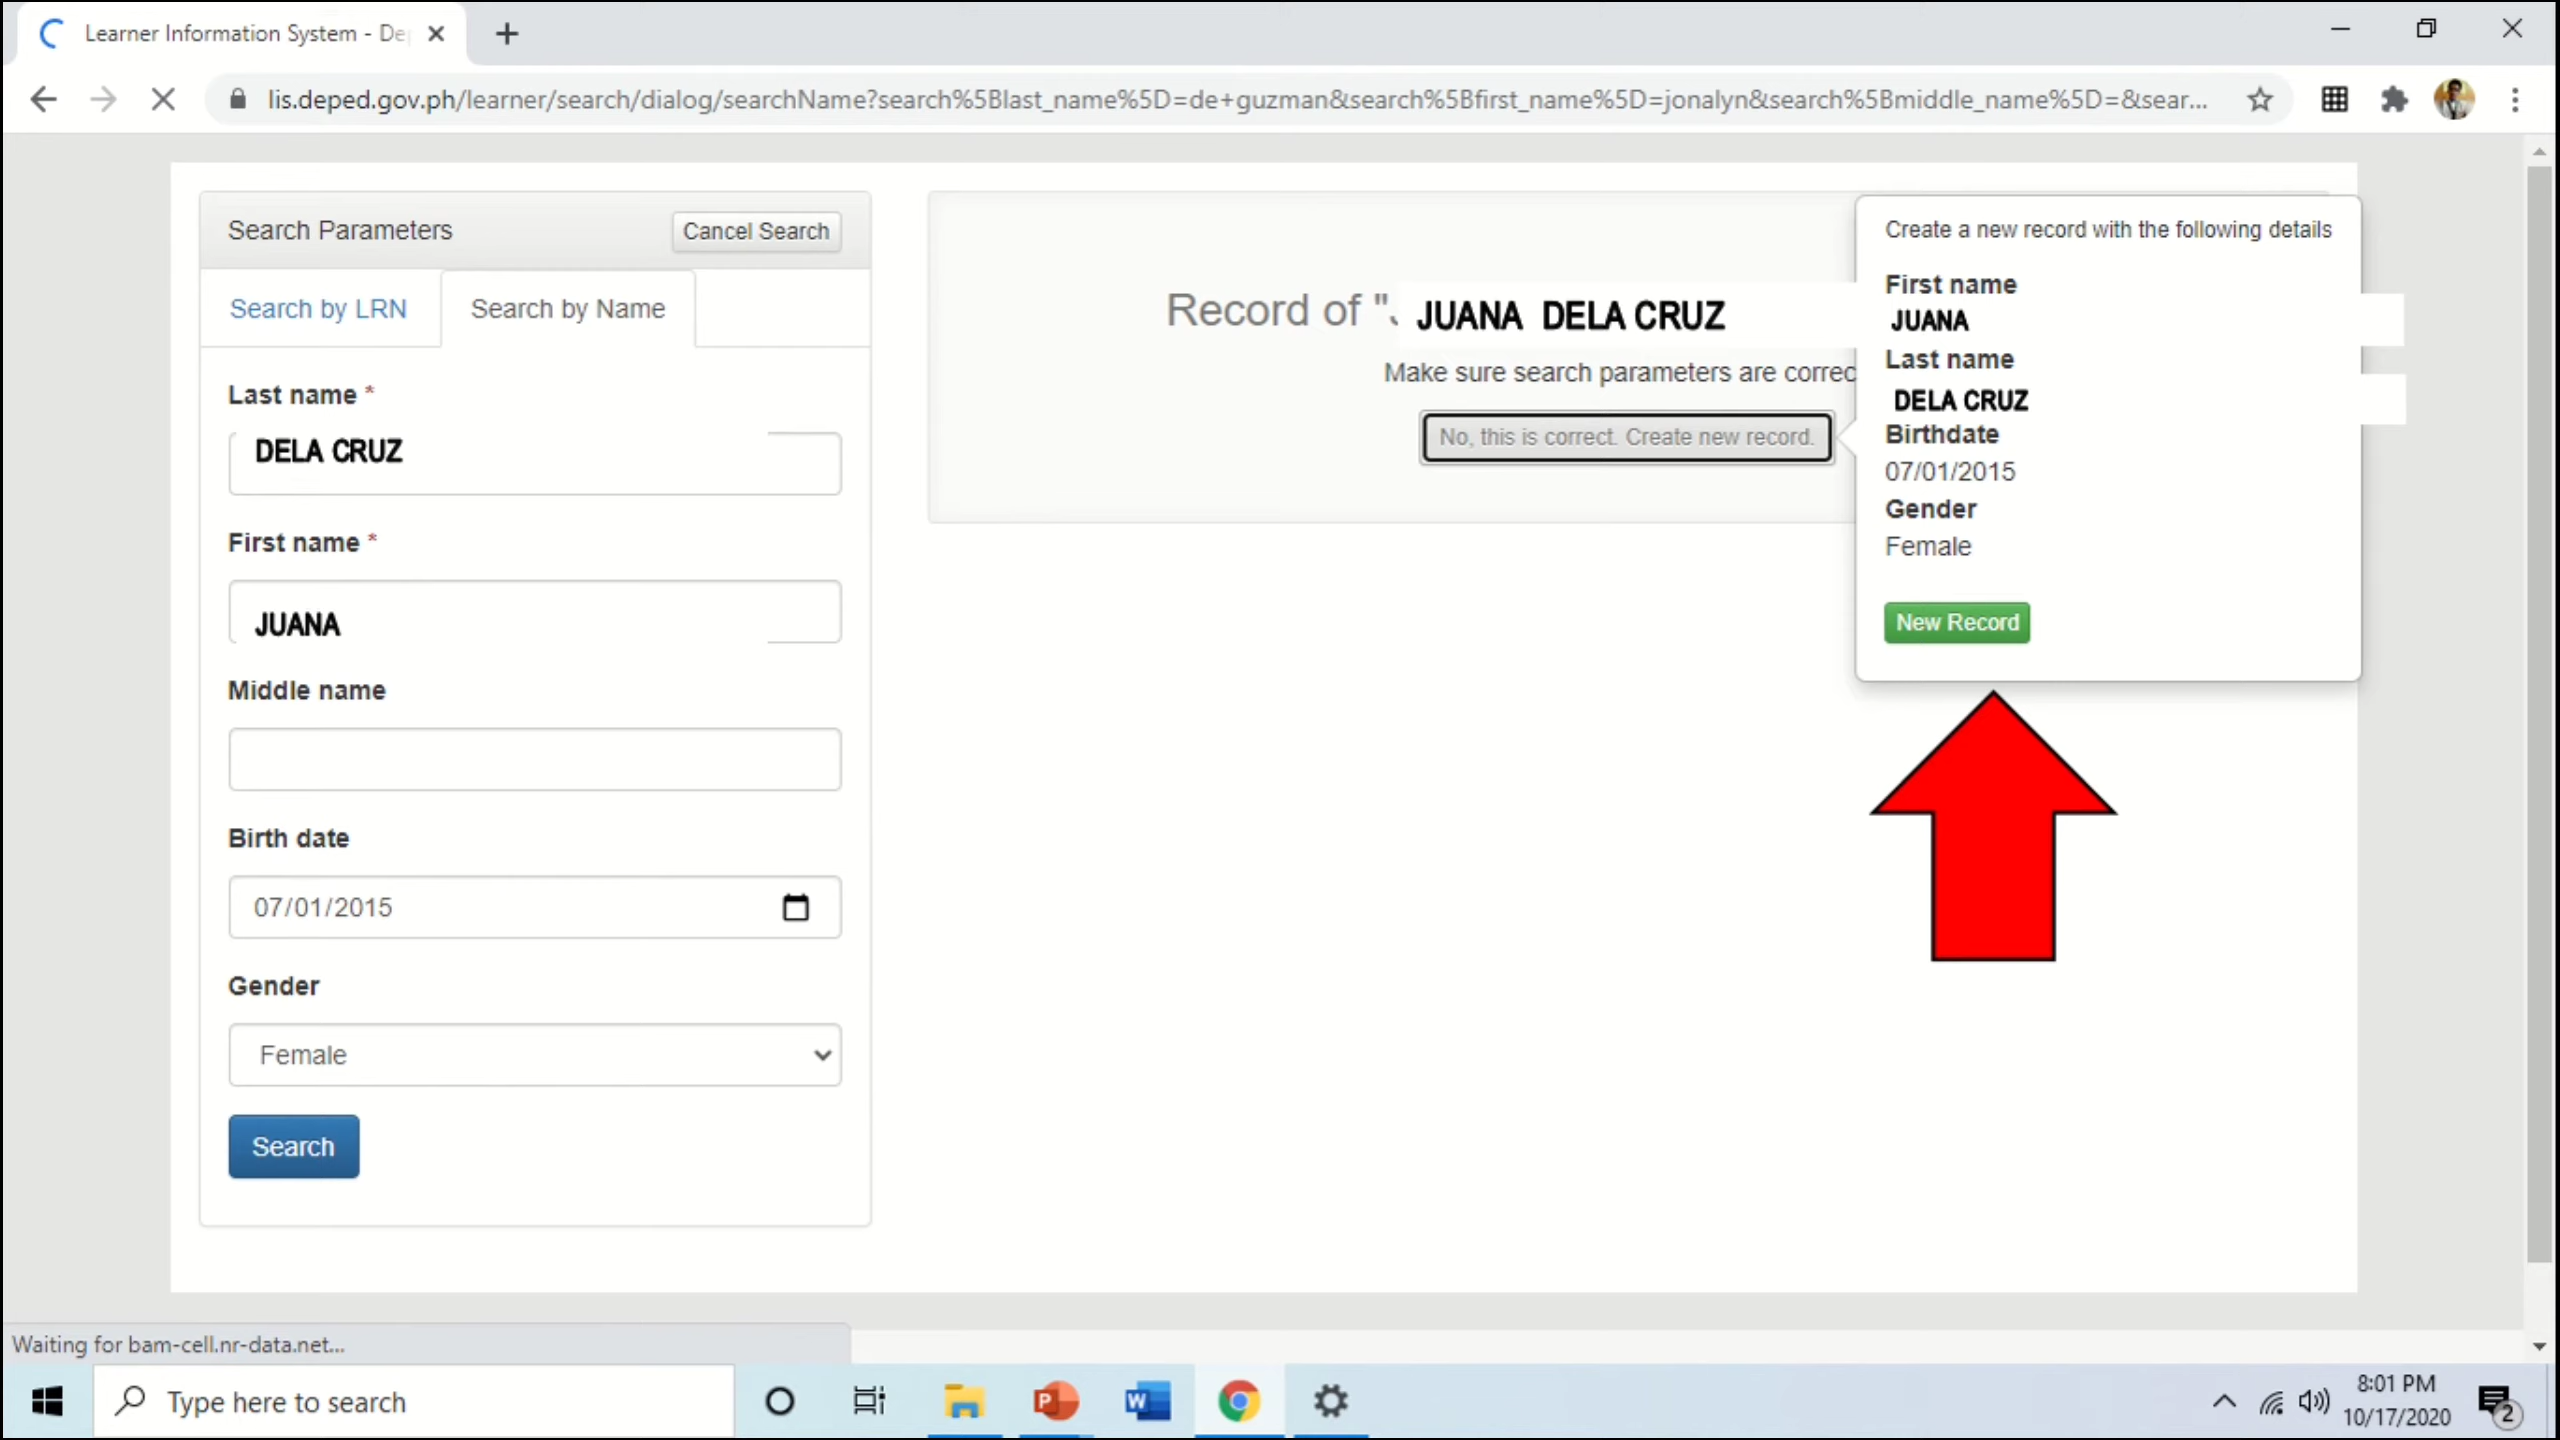 Learner Information System - De
lis.deped.gov.ph/learner/search/dialog/searchName?search%5Blast_name%5D=de+guzman&search%5Bfirst_name%5D=jonalyn&search%5Bmiddle_name%5D=&sear...
Search Parameters
Cancel Search
Search by LRN
Search by Name
Last name *
DELA CRUZ
First name *
JUANA
Middle name
Birth date
07/01/2015
Gender
Female
Search
Record of "
JUANA DELA CRUZ
Make sure search parameters are correc
No, this is correct. Create new record.
Create a new record with the following details
First name
JUANA
Last name
DELA CRUZ
Birthdate
07/01/2015
Gender
Female
New Record
Waiting for bam-cell.nr-data.net...
Type here to search
8:01 PM
10/17/2020
2